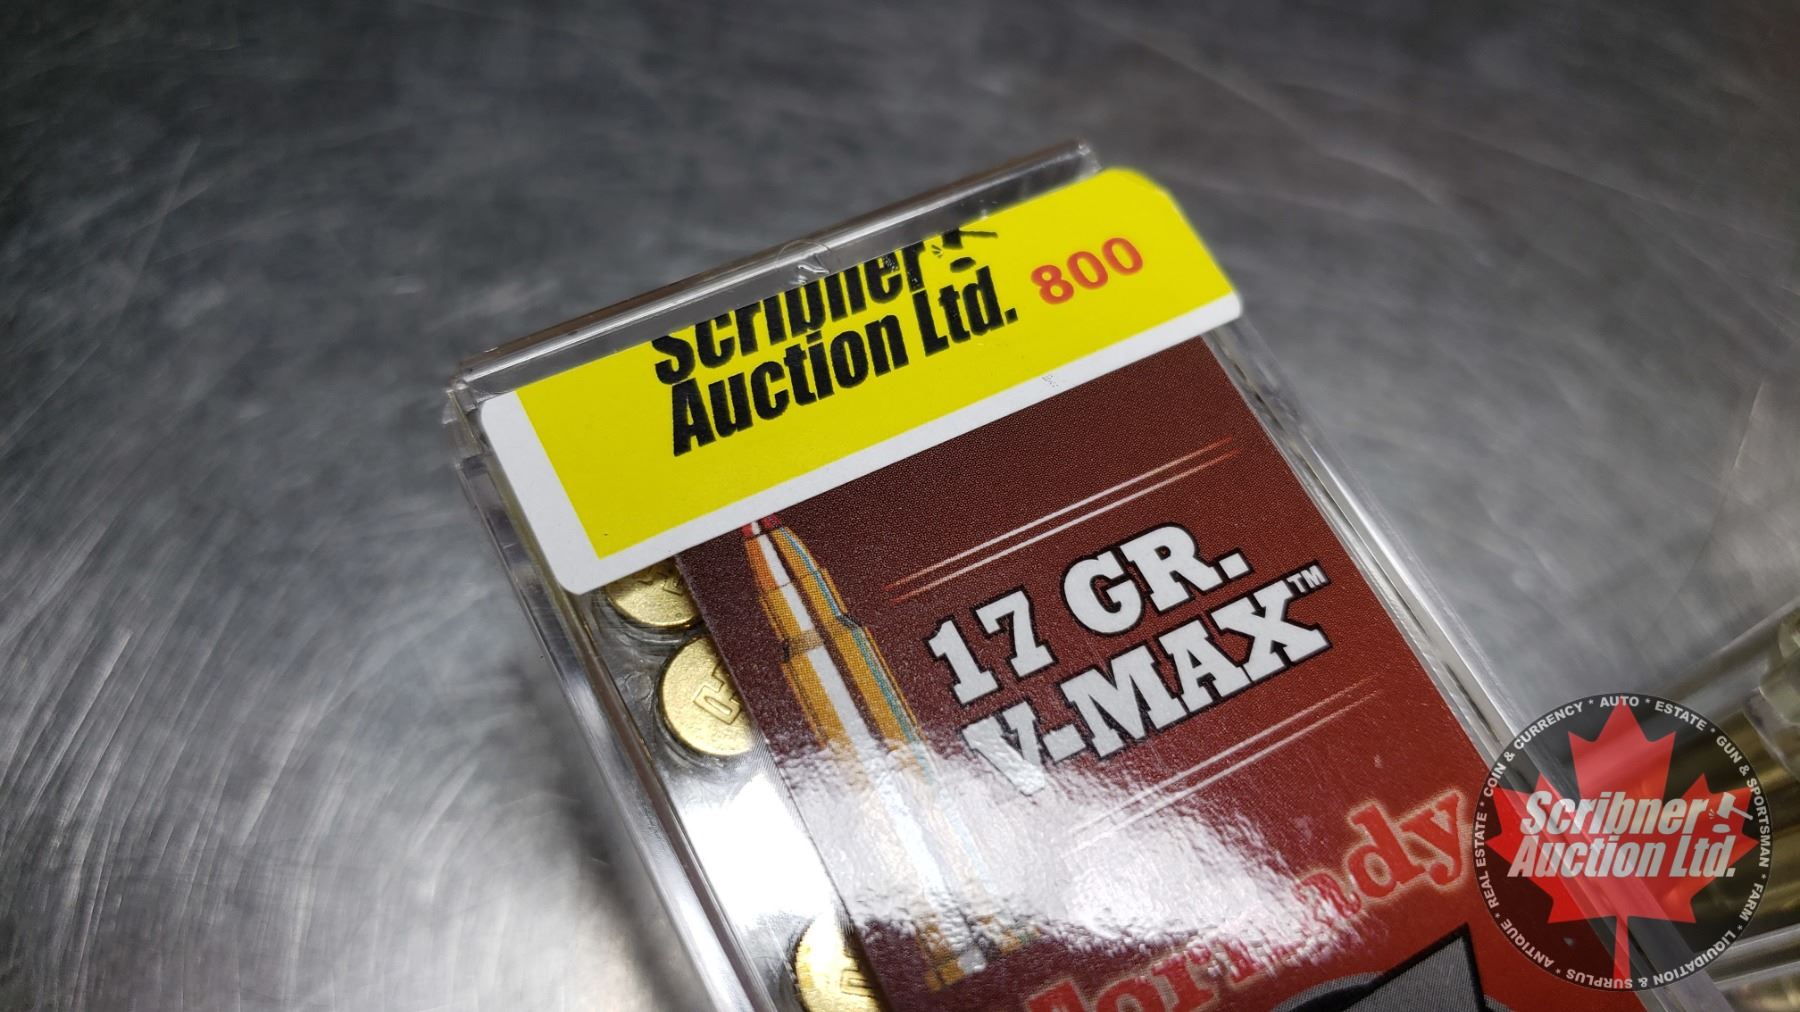 Scribner
Auction Ltd. 800
17 GR.
V-MAX™
Hornady
COIN & CURRENCY * AUTO * ESTATE * GUN & SPORTSMAN * FARM * LIQUIDATION & SURPLUS * ANTIQUE * REAL ESTATE *
Scribner
Auction Ltd.